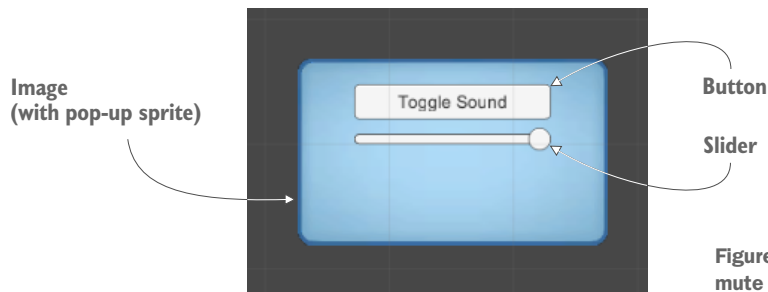 Image
(with pop-up sprite)
Toggle Sound
Button
Slider
Figure
mute